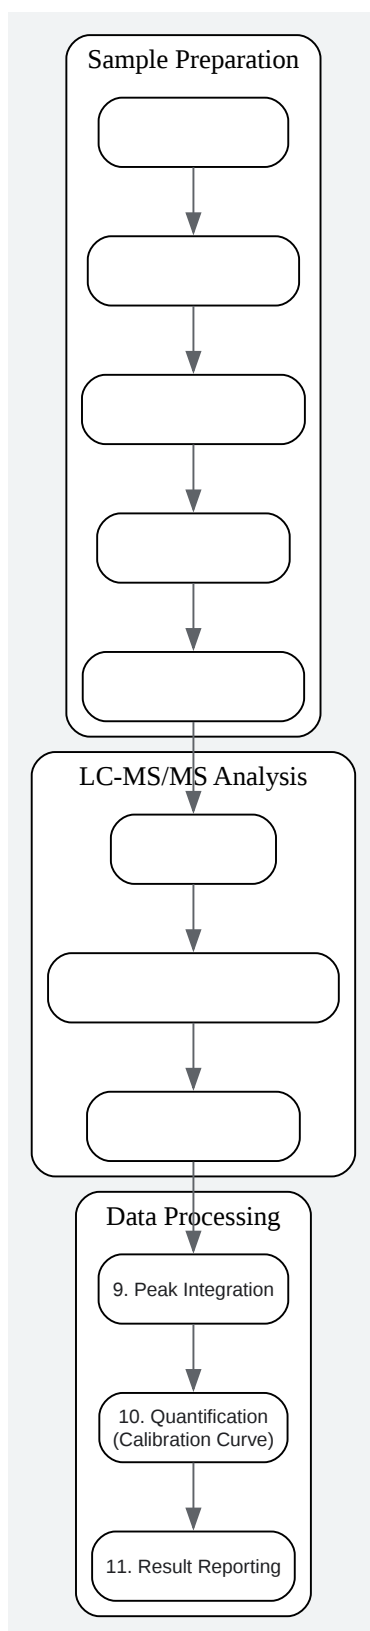 Sample Preparation
LC-MS/MS Analysis
Data Processing
9. Peak Integration
10. Quantification
(Calibration Curve)
11. Result Reporting